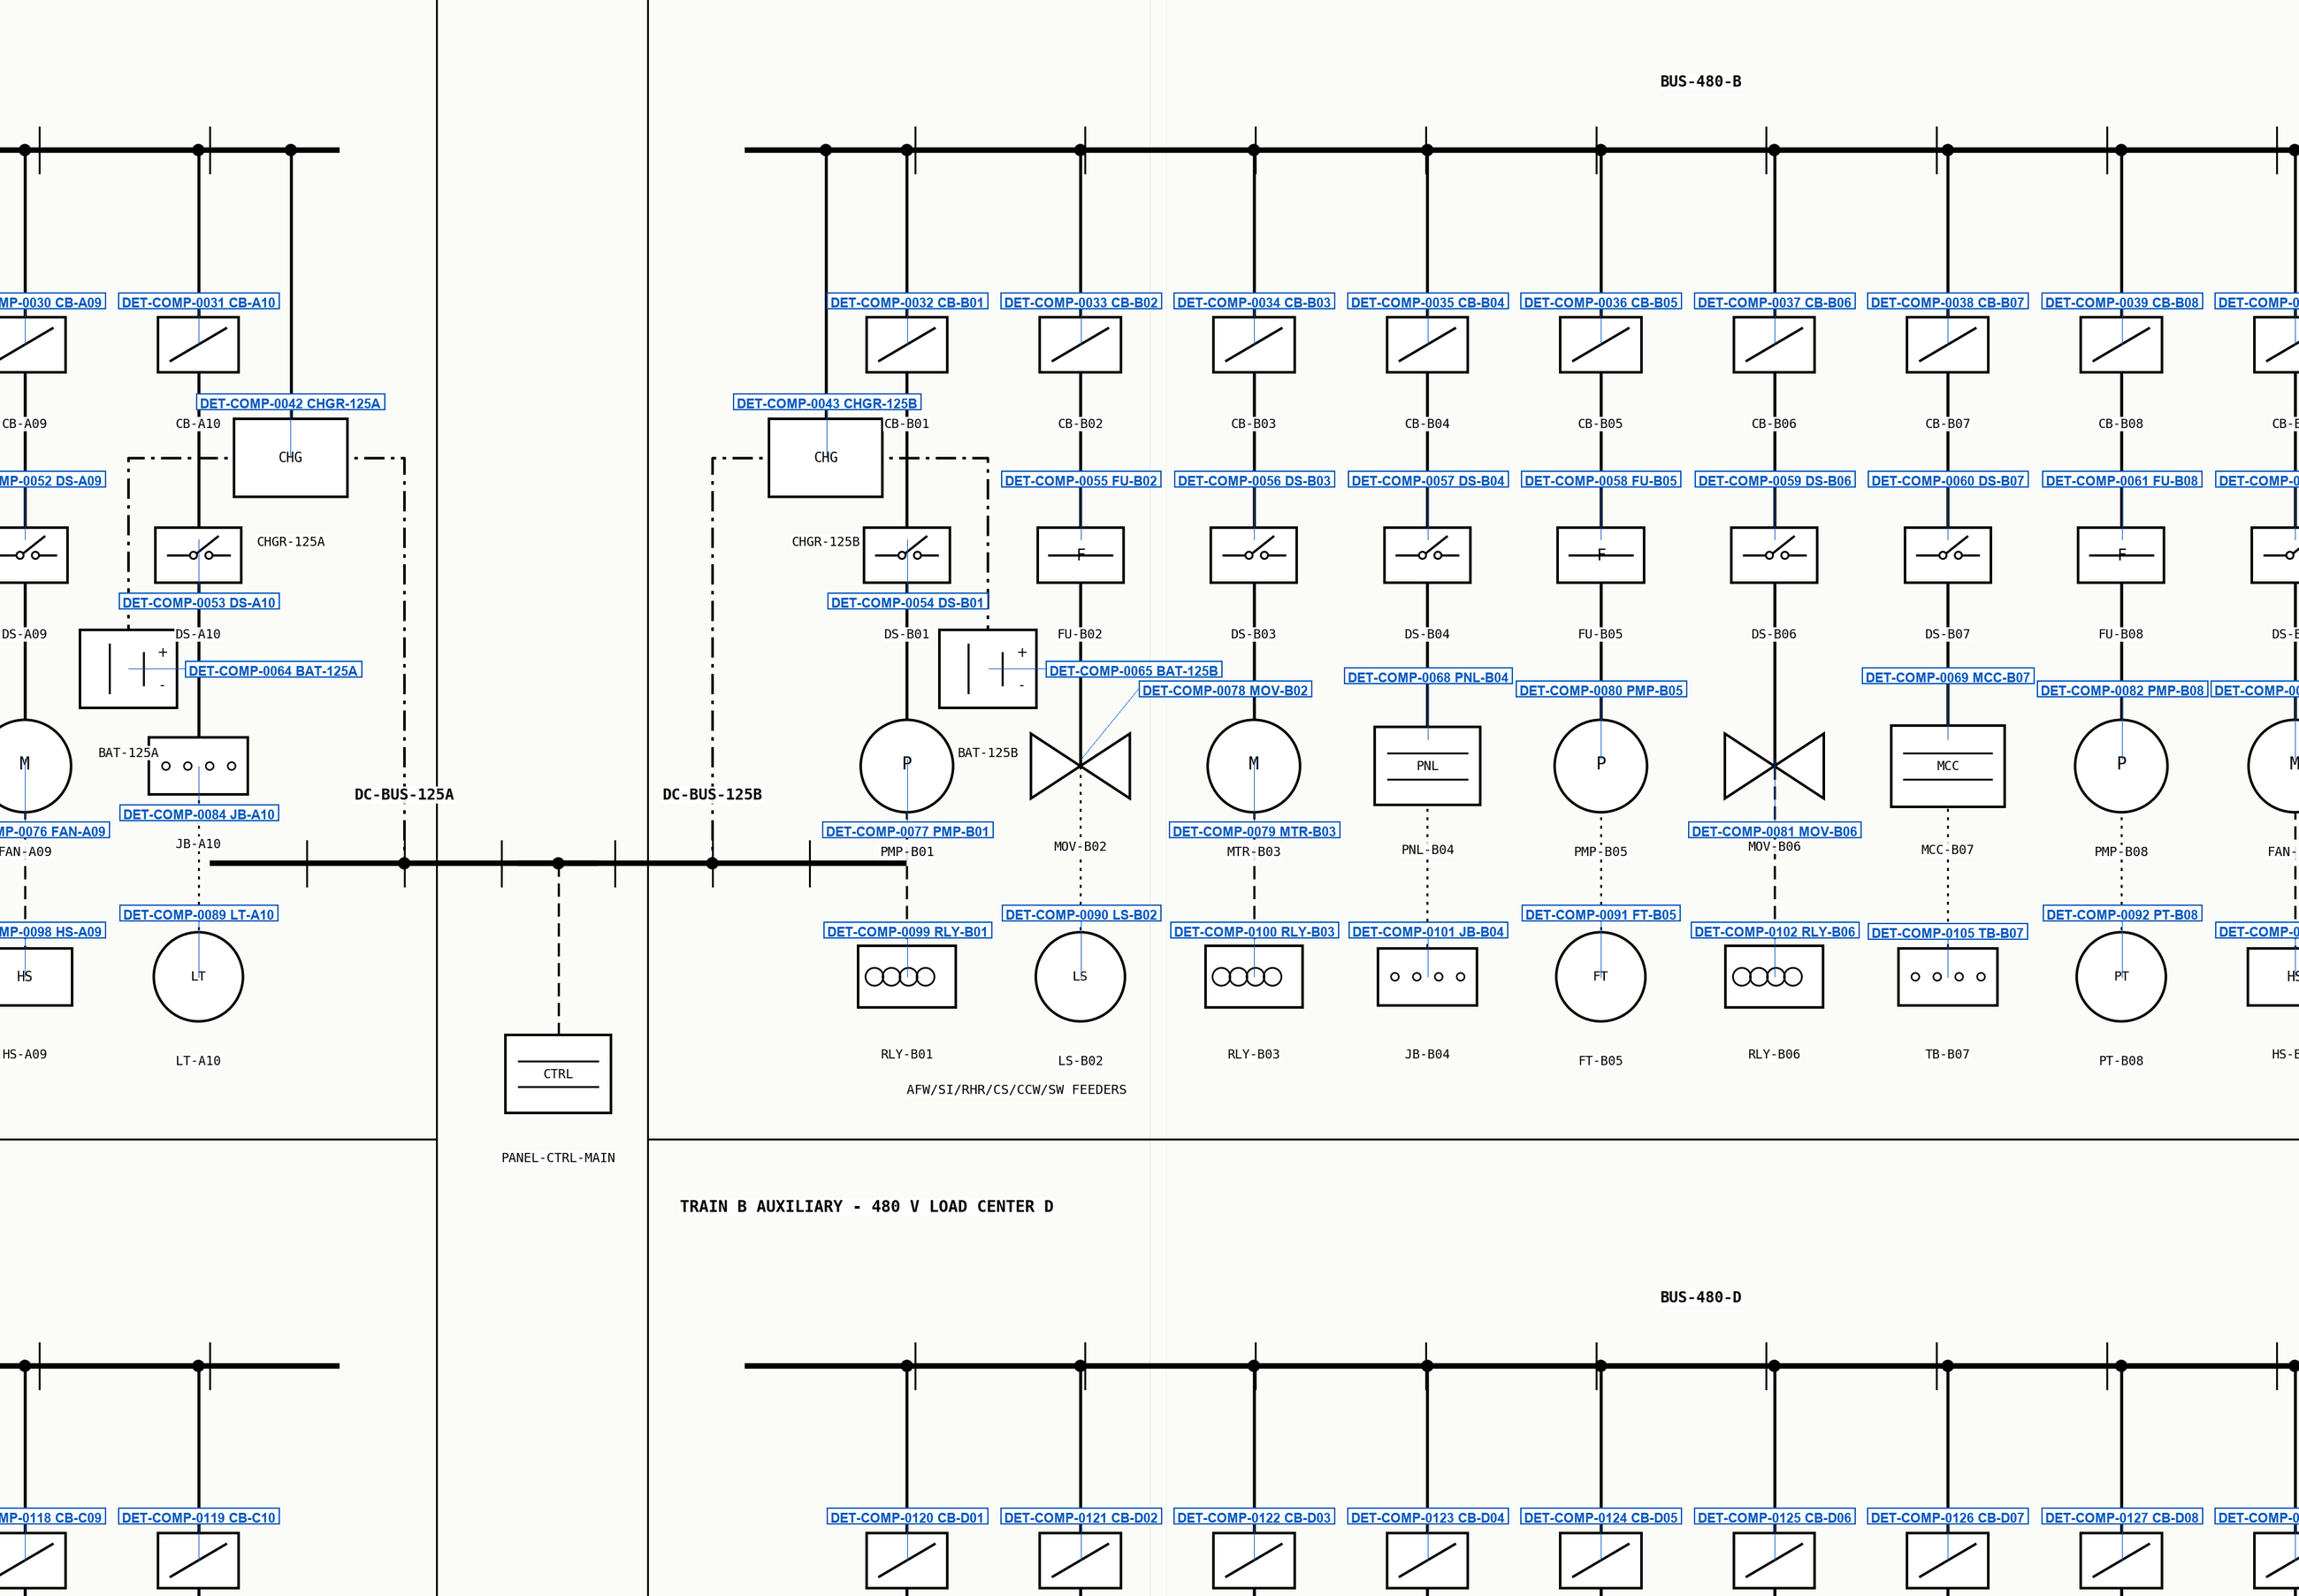 BUS-480-B
MP-0030 CB-A09
DET-COMP-0031 CB-A10
DET-COMP-0032 CB-B01
DET-COMP-0033 CB-B02
DET-COMP-0034 CB-B03
DET-COMP-0035 CB-B04
DET-COMP-0036 CB-B05
DET-COMP-0037 CB-B06
DET-COMP-0038 CB-B07
DET-COMP-0039 CB-B08
DET-COMP-0
DET-COMP-0042 CHGR-125A
DET-COMP-0043 CHGR-125B
CB-A09
CB-A10
CB-B01
CB-B02
CB-B03
CB-B04
CB-B05
CB-B06
CB-B07
CB-B08
CB-B
CHG
CHG
MP-0052 DS-A09
DET-COMP-0055 FU-B02
DET-COMP-0056 DS-B03
DET-COMP-0057 DS-B04
DET-COMP-0058 FU-B05
DET-COMP-0059 DS-B06
DET-COMP-0060 DS-B07
DET-COMP-0061 FU-B08
DET-COMP-0
CHGR-125A
CHGR-125B
F
F
F
DET-COMP-0053 DS-A10
DET-COMP-0054 DS-B01
DS-A09
DS-A10
DS-B01
FU-B02
DS-B03
DS-B04
FU-B05
DS-B06
DS-B07
FU-B08
DS-B
+
-
+
-
DET-COMP-0064 BAT-125A
DET-COMP-0065 BAT-125B
DET-COMP-0068 PNL-B04
DET-COMP-0069 MCC-B07
DET-COMP-0078 MOV-B02
DET-COMP-0080 PMP-B05
DET-COMP-0082 PMP-B08
DET-COMP-00
BAT-125A
BAT-125B
M
P
M
PNL
P
MCC
P
M
DC-BUS-125A
DC-BUS-125B
DET-COMP-0084 JB-A10
MP-0076 FAN-A09
DET-COMP-0077 PMP-B01
DET-COMP-0079 MTR-B03
DET-COMP-0081 MOV-B06
FAN-A09
JB-A10
PMP-B01
MOV-B02
MTR-B03
PNL-B04
PMP-B05
MOV-B06
MCC-B07
PMP-B08
FAN-
DET-COMP-0089 LT-A10
DET-COMP-0090 LS-B02
DET-COMP-0091 FT-B05
DET-COMP-0092 PT-B08
MP-0098 HS-A09
DET-COMP-0099 RLY-B01
DET-COMP-0100 RLY-B03
DET-COMP-0101 JB-B04
DET-COMP-0102 RLY-B06
DET-COMP-0105 TB-B07
DET-COMP-0
HS
LT
LS
FT
PT
HS
HS-A09
LT-A10
RLY-B01
LS-B02
RLY-B03
JB-B04
FT-B05
RLY-B06
TB-B07
PT-B08
HS-B
CTRL
AFW/SI/RHR/CS/CCW/SW FEEDERS
PANEL-CTRL-MAIN
TRAIN B AUXILIARY - 480 V LOAD CENTER D
BUS-480-D
MP-0118 CB-C09
DET-COMP-0119 CB-C10
DET-COMP-0120 CB-D01
DET-COMP-0121 CB-D02
DET-COMP-0122 CB-D03
DET-COMP-0123 CB-D04
DET-COMP-0124 CB-D05
DET-COMP-0125 CB-D06
DET-COMP-0126 CB-D07
DET-COMP-0127 CB-D08
DET-COMP-0